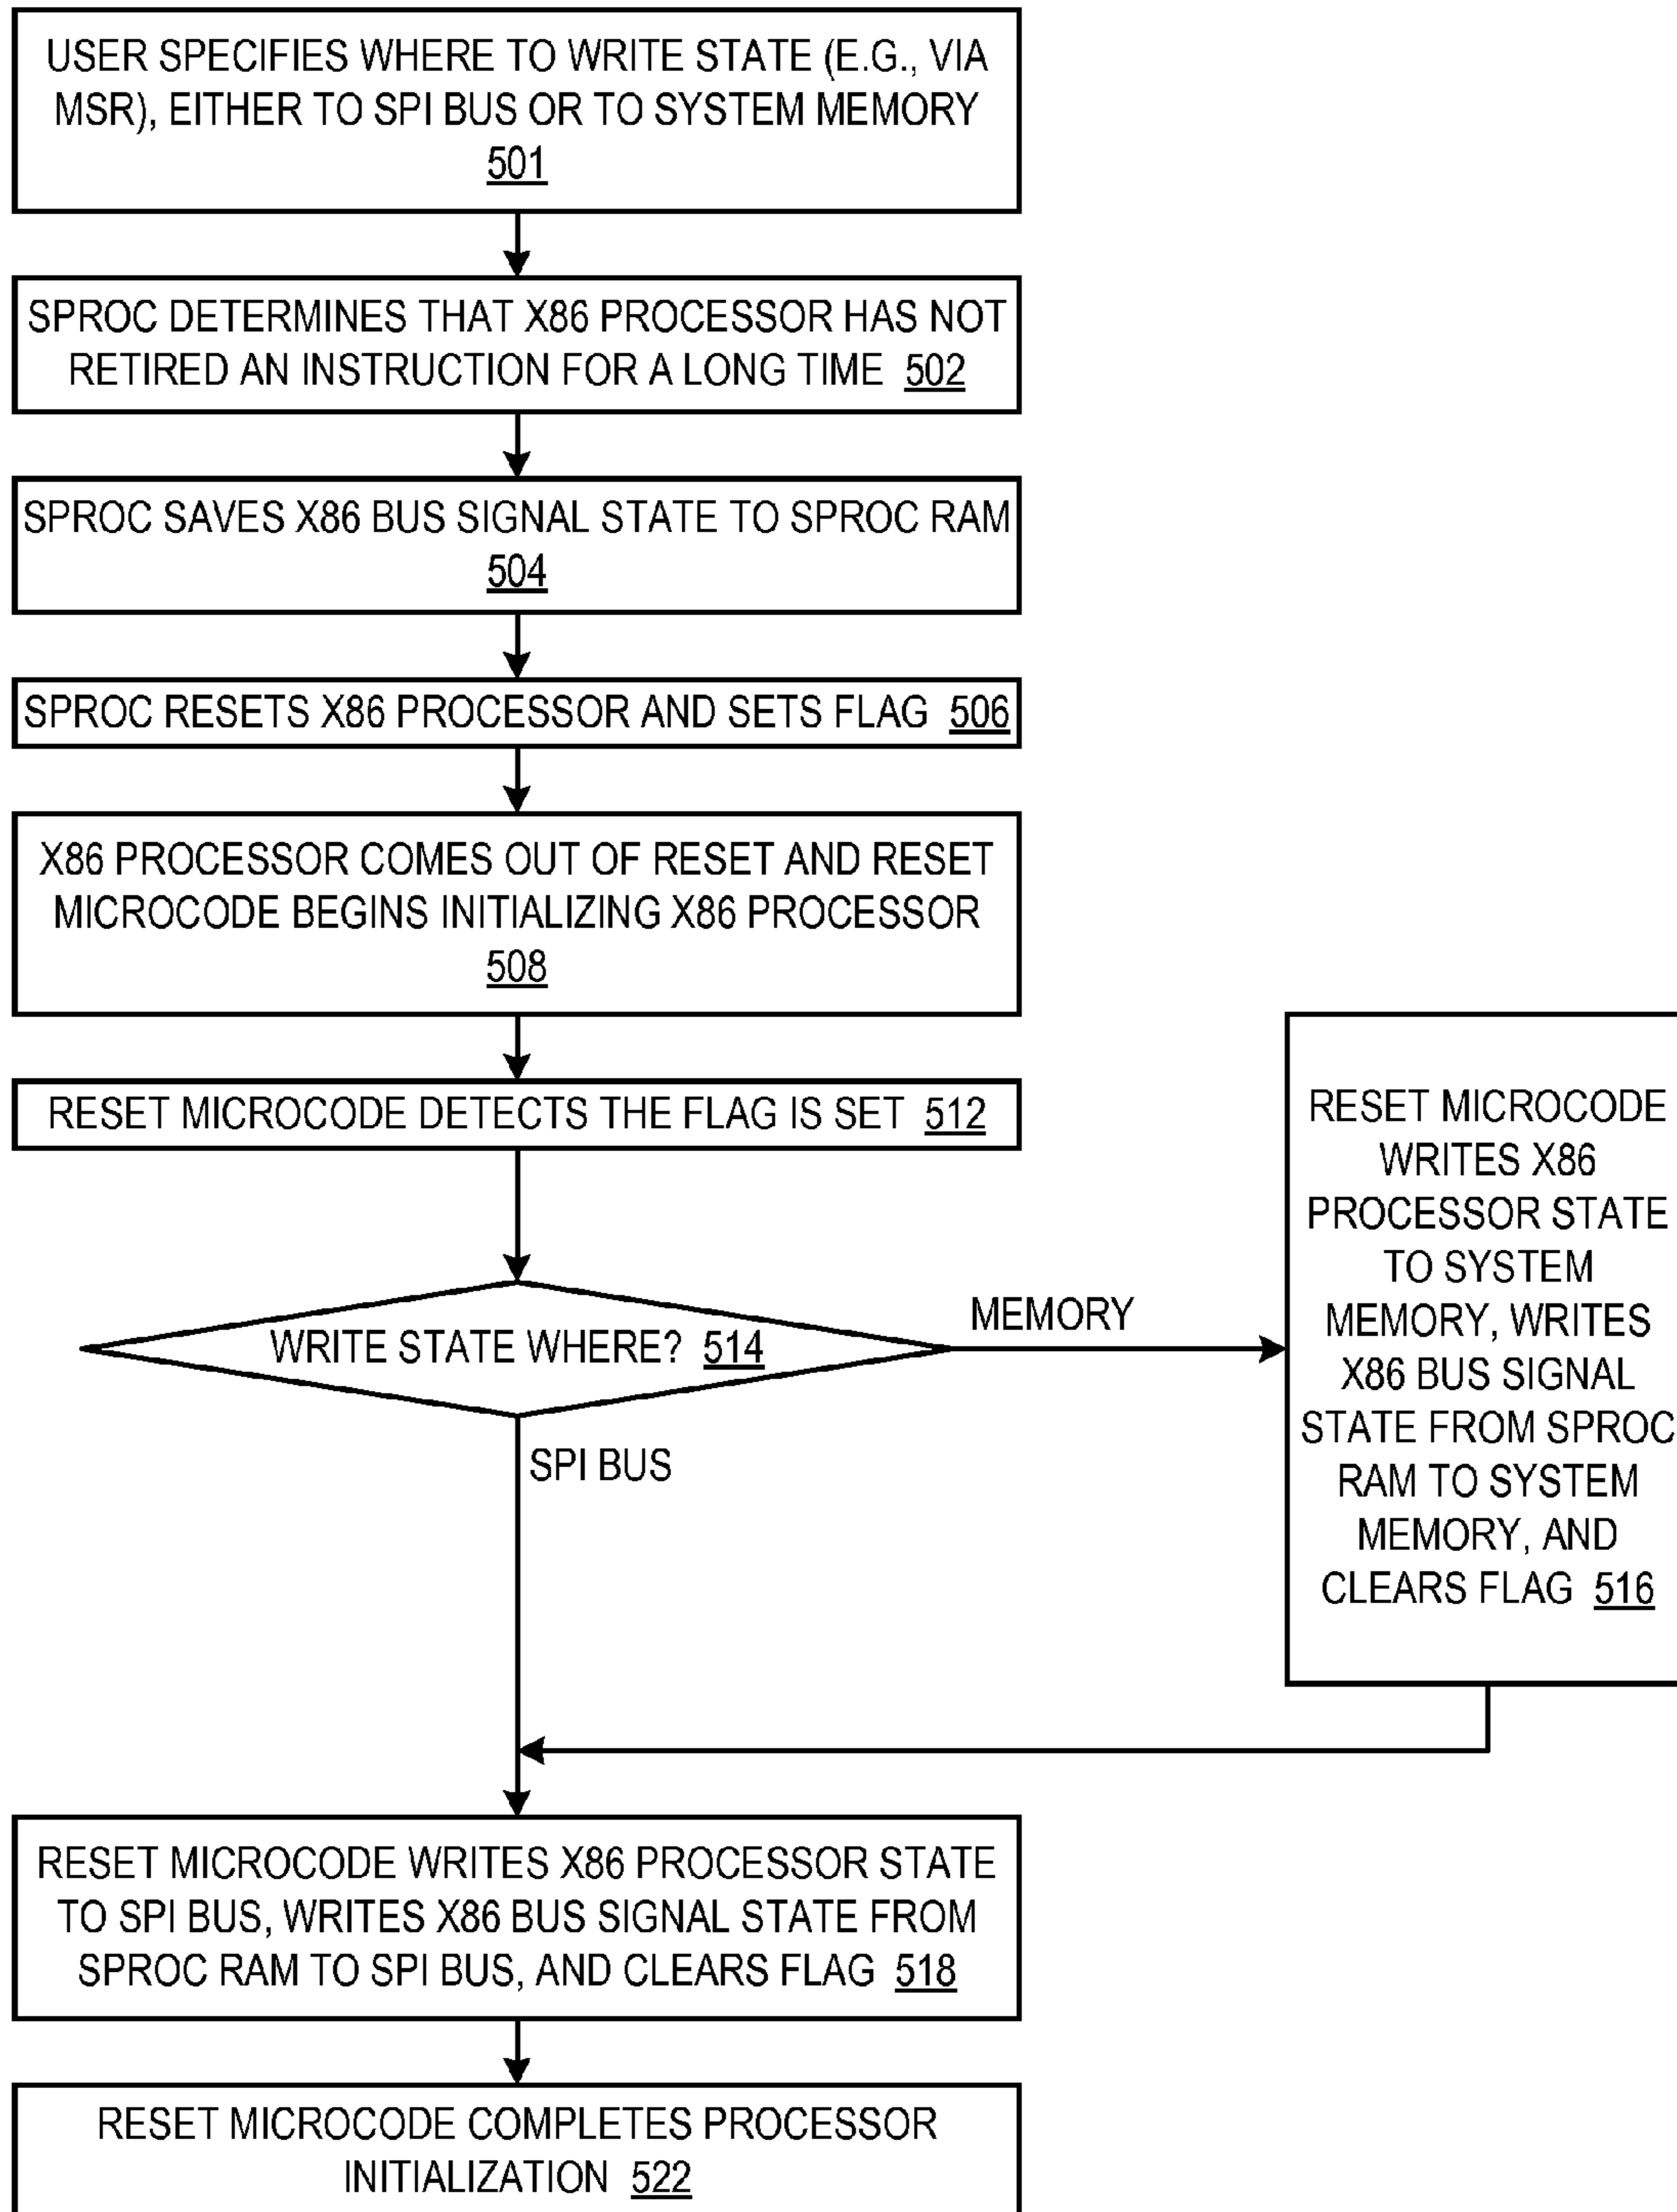 USER SPECIFIES WHERE TO WRITE STATE (E.G., VIA
MSR), EITHER TO SPI BUS OR TO SYSTEM MEMORY
501
SPROC DETERMINES THAT X86 PROCESSOR HAS NOT
RETIRED AN INSTRUCTION FOR A LONG TIME 502
SPROC SAVES X86 BUS SIGNAL STATE TO SPROC RAM
504
SPROC RESETS X86 PROCESSOR AND SETS FLAG 506
X86 PROCESSOR COMES OUT OF RESET AND RESET
MICROCODE BEGINS INITIALIZING X86 PROCESSOR
508
RESET MICROCODE DETECTS THE FLAG IS SET 512
WRITE STATE WHERE? 514
MEMORY
SPI BUS
RESET MICROCODE
WRITES X86
PROCESSOR STATE
TO SYSTEM
MEMORY, WRITES
X86 BUS SIGNAL
STATE FROM SPROC
RAM TO SYSTEM
MEMORY, AND
CLEARS FLAG 516
RESET MICROCODE WRITES X86 PROCESSOR STATE
TO SPI BUS, WRITES X86 BUS SIGNAL STATE FROM
SPROC RAM TO SPI BUS, AND CLEARS FLAG 518
RESET MICROCODE COMPLETES PROCESSOR
INITIALIZATION 522